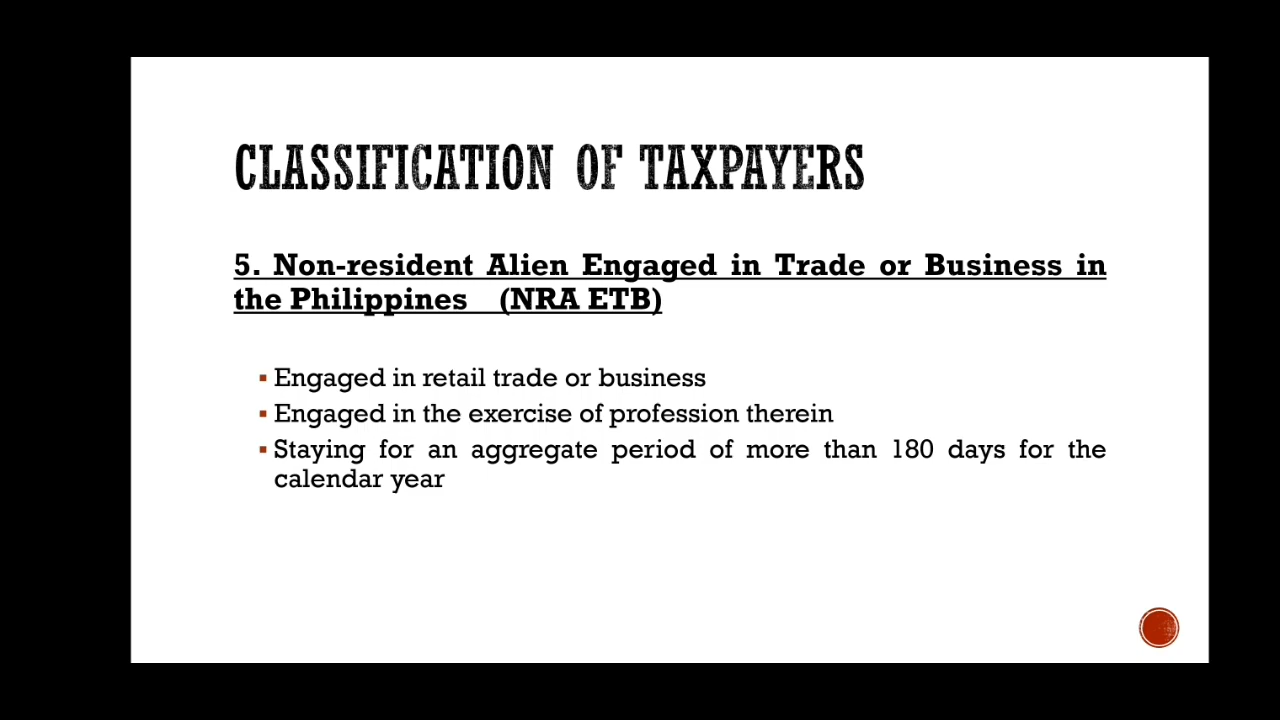 CLASSIFICATION OF TAXPAYERS
5. Non-resident Alien Engaged in Trade or Business in
the Philippines (NRA ETB)
▪ Engaged in retail trade or business
▪ Engaged in the exercise of profession therein
▪ Staying for an aggregate period of more than 180 days for the
calendar year